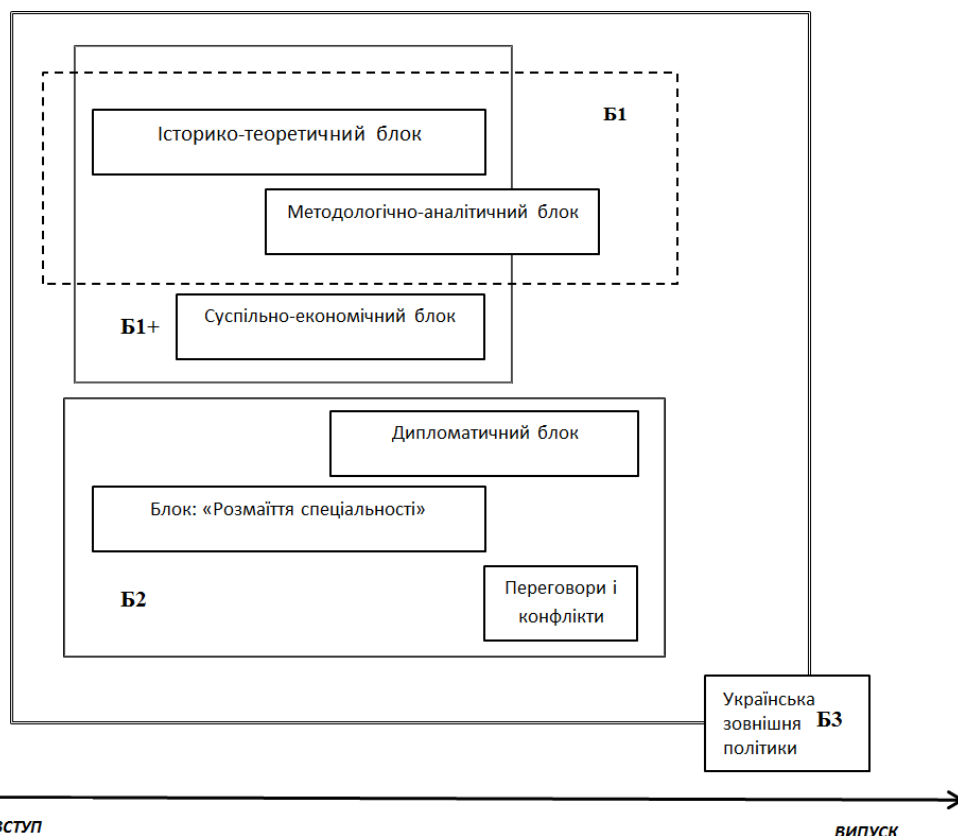 Б1
Історико-теоретичний блок
Методологічно-аналітичний блок
Б1+
Суспільно-економічний блок
Дипломатичний блок
Блок: «Розмаїття спеціальності»
Б2
Переговори і
конфлікти
Українська
зовнішня Б3
політики
ВСТУП
ВИПУСК